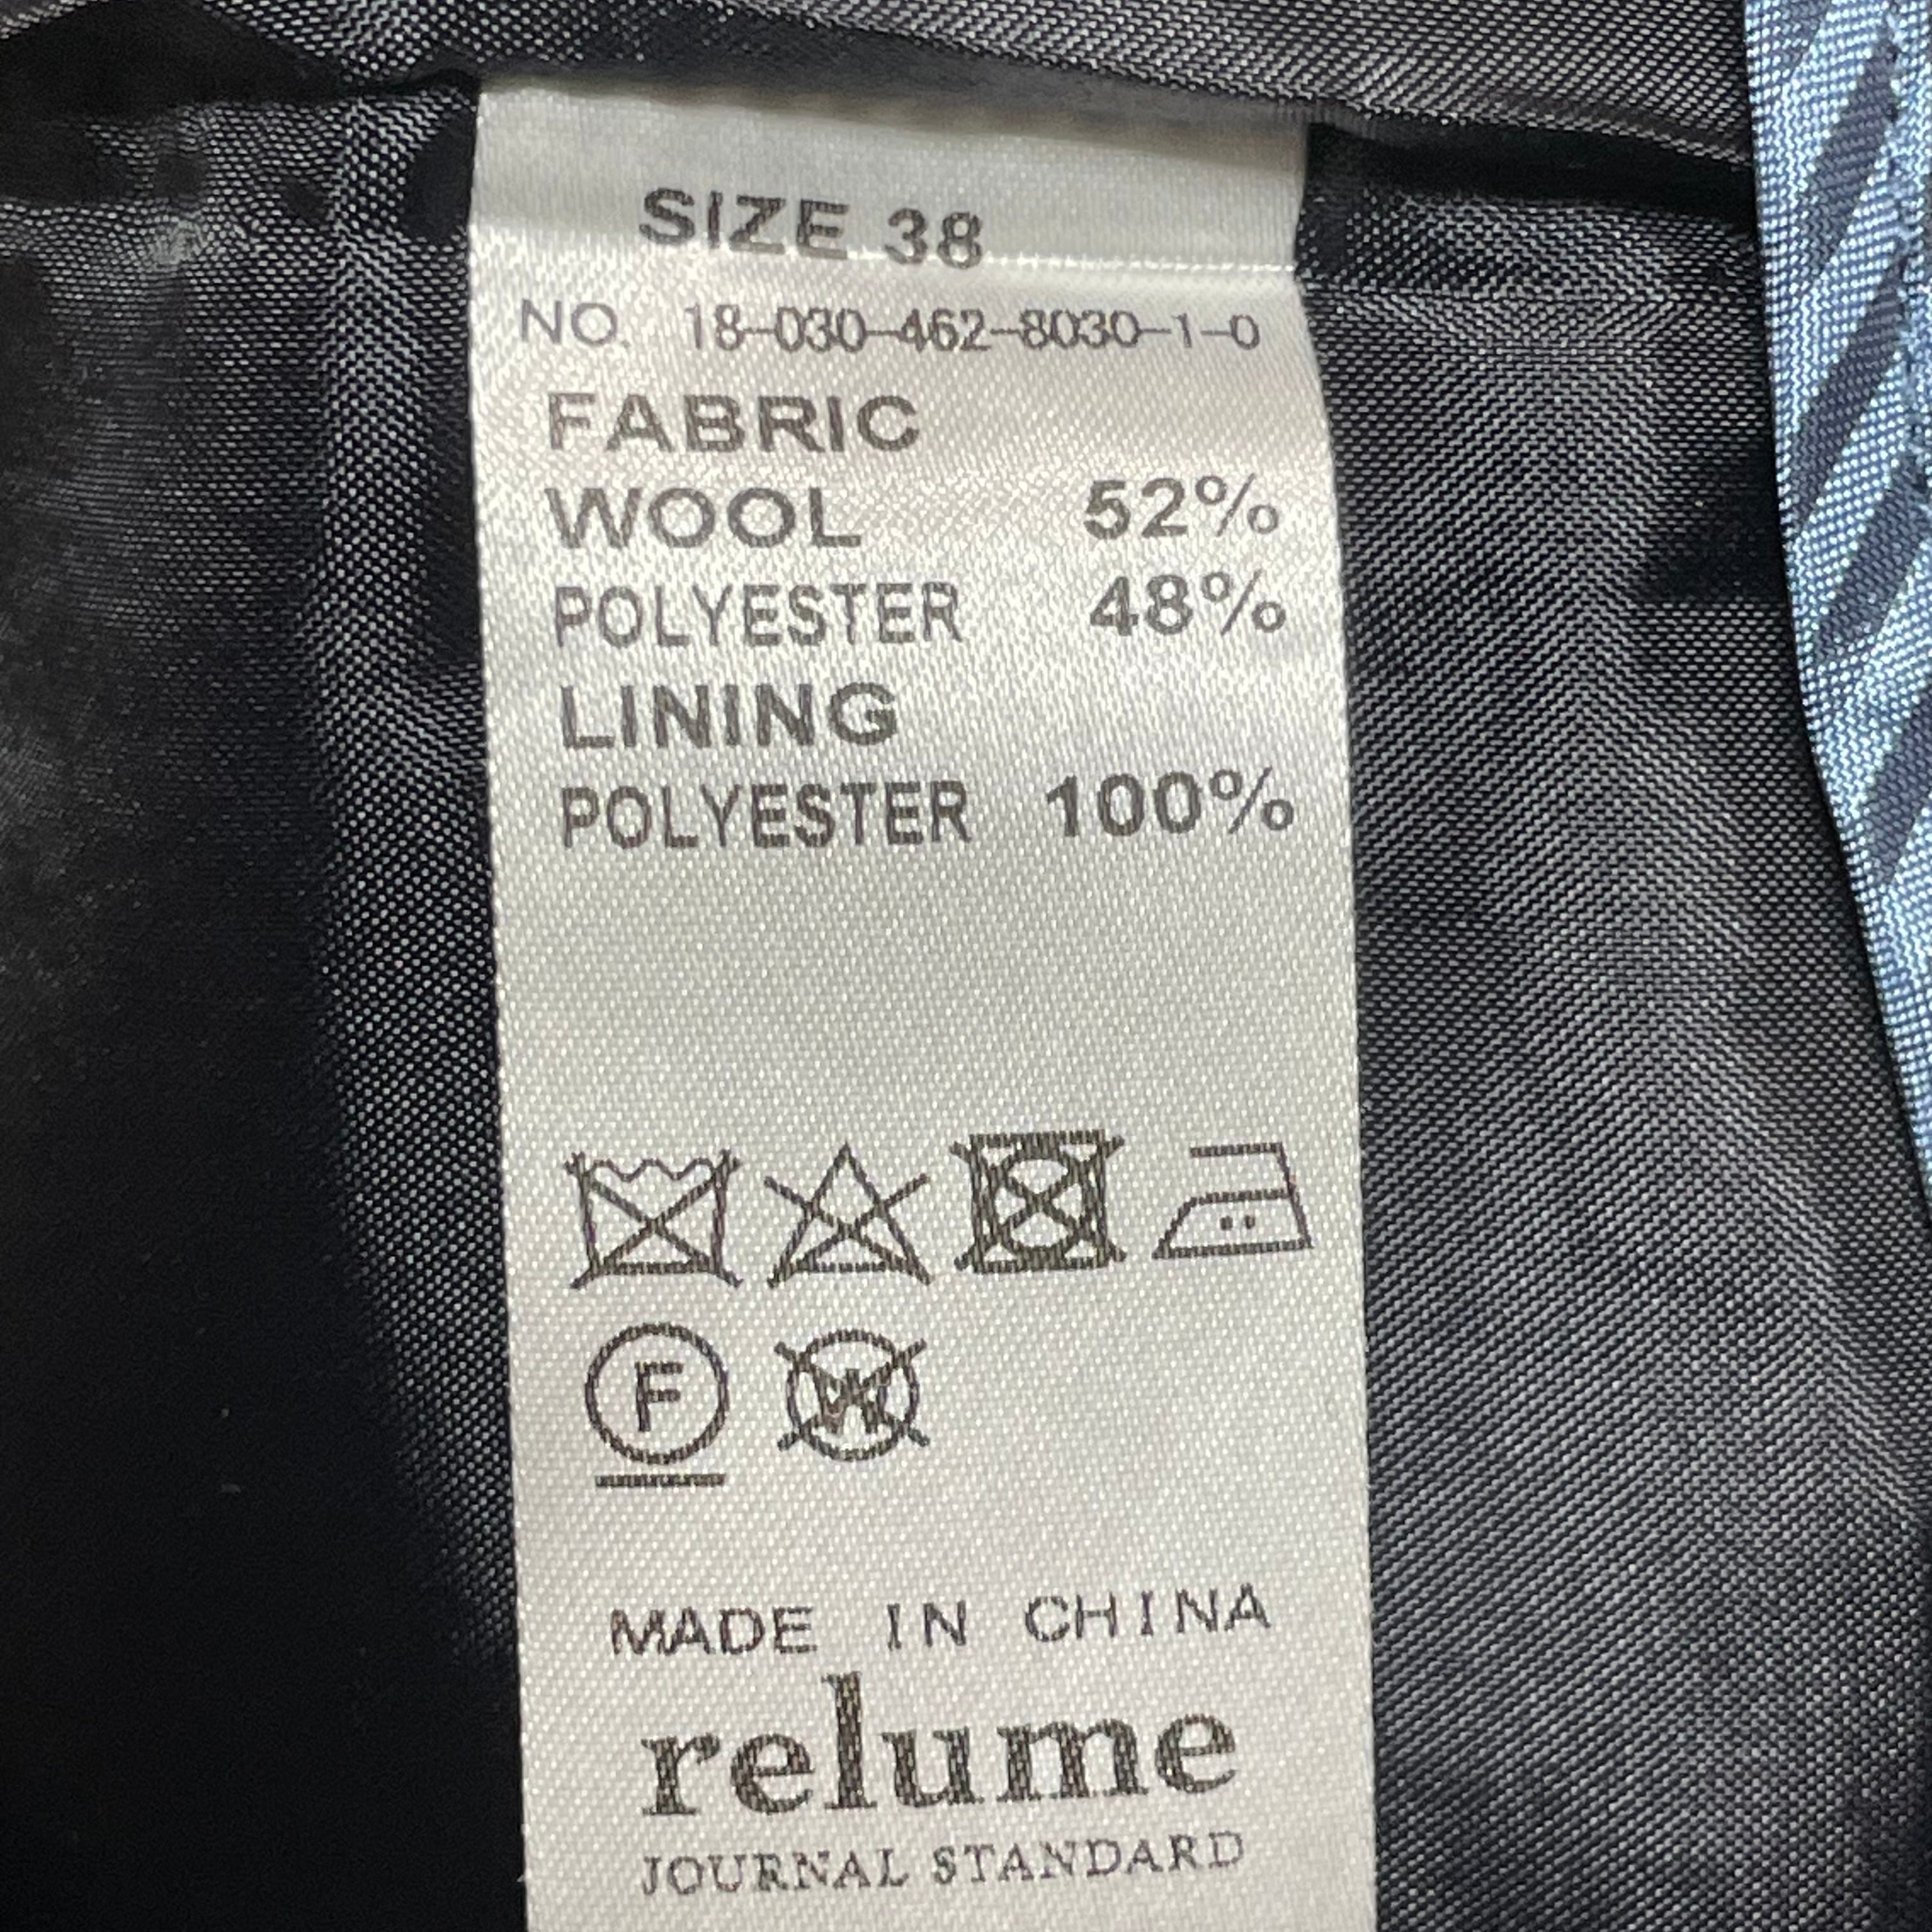 SIZE 38
NO. 18-030-462-8030-1-0
FABRIC
WOOL 52%
POLYESTER 48%
LINING
POLYESTER 100%
F W
MADE IN CHINA
relume
JOURNAL STANDARD